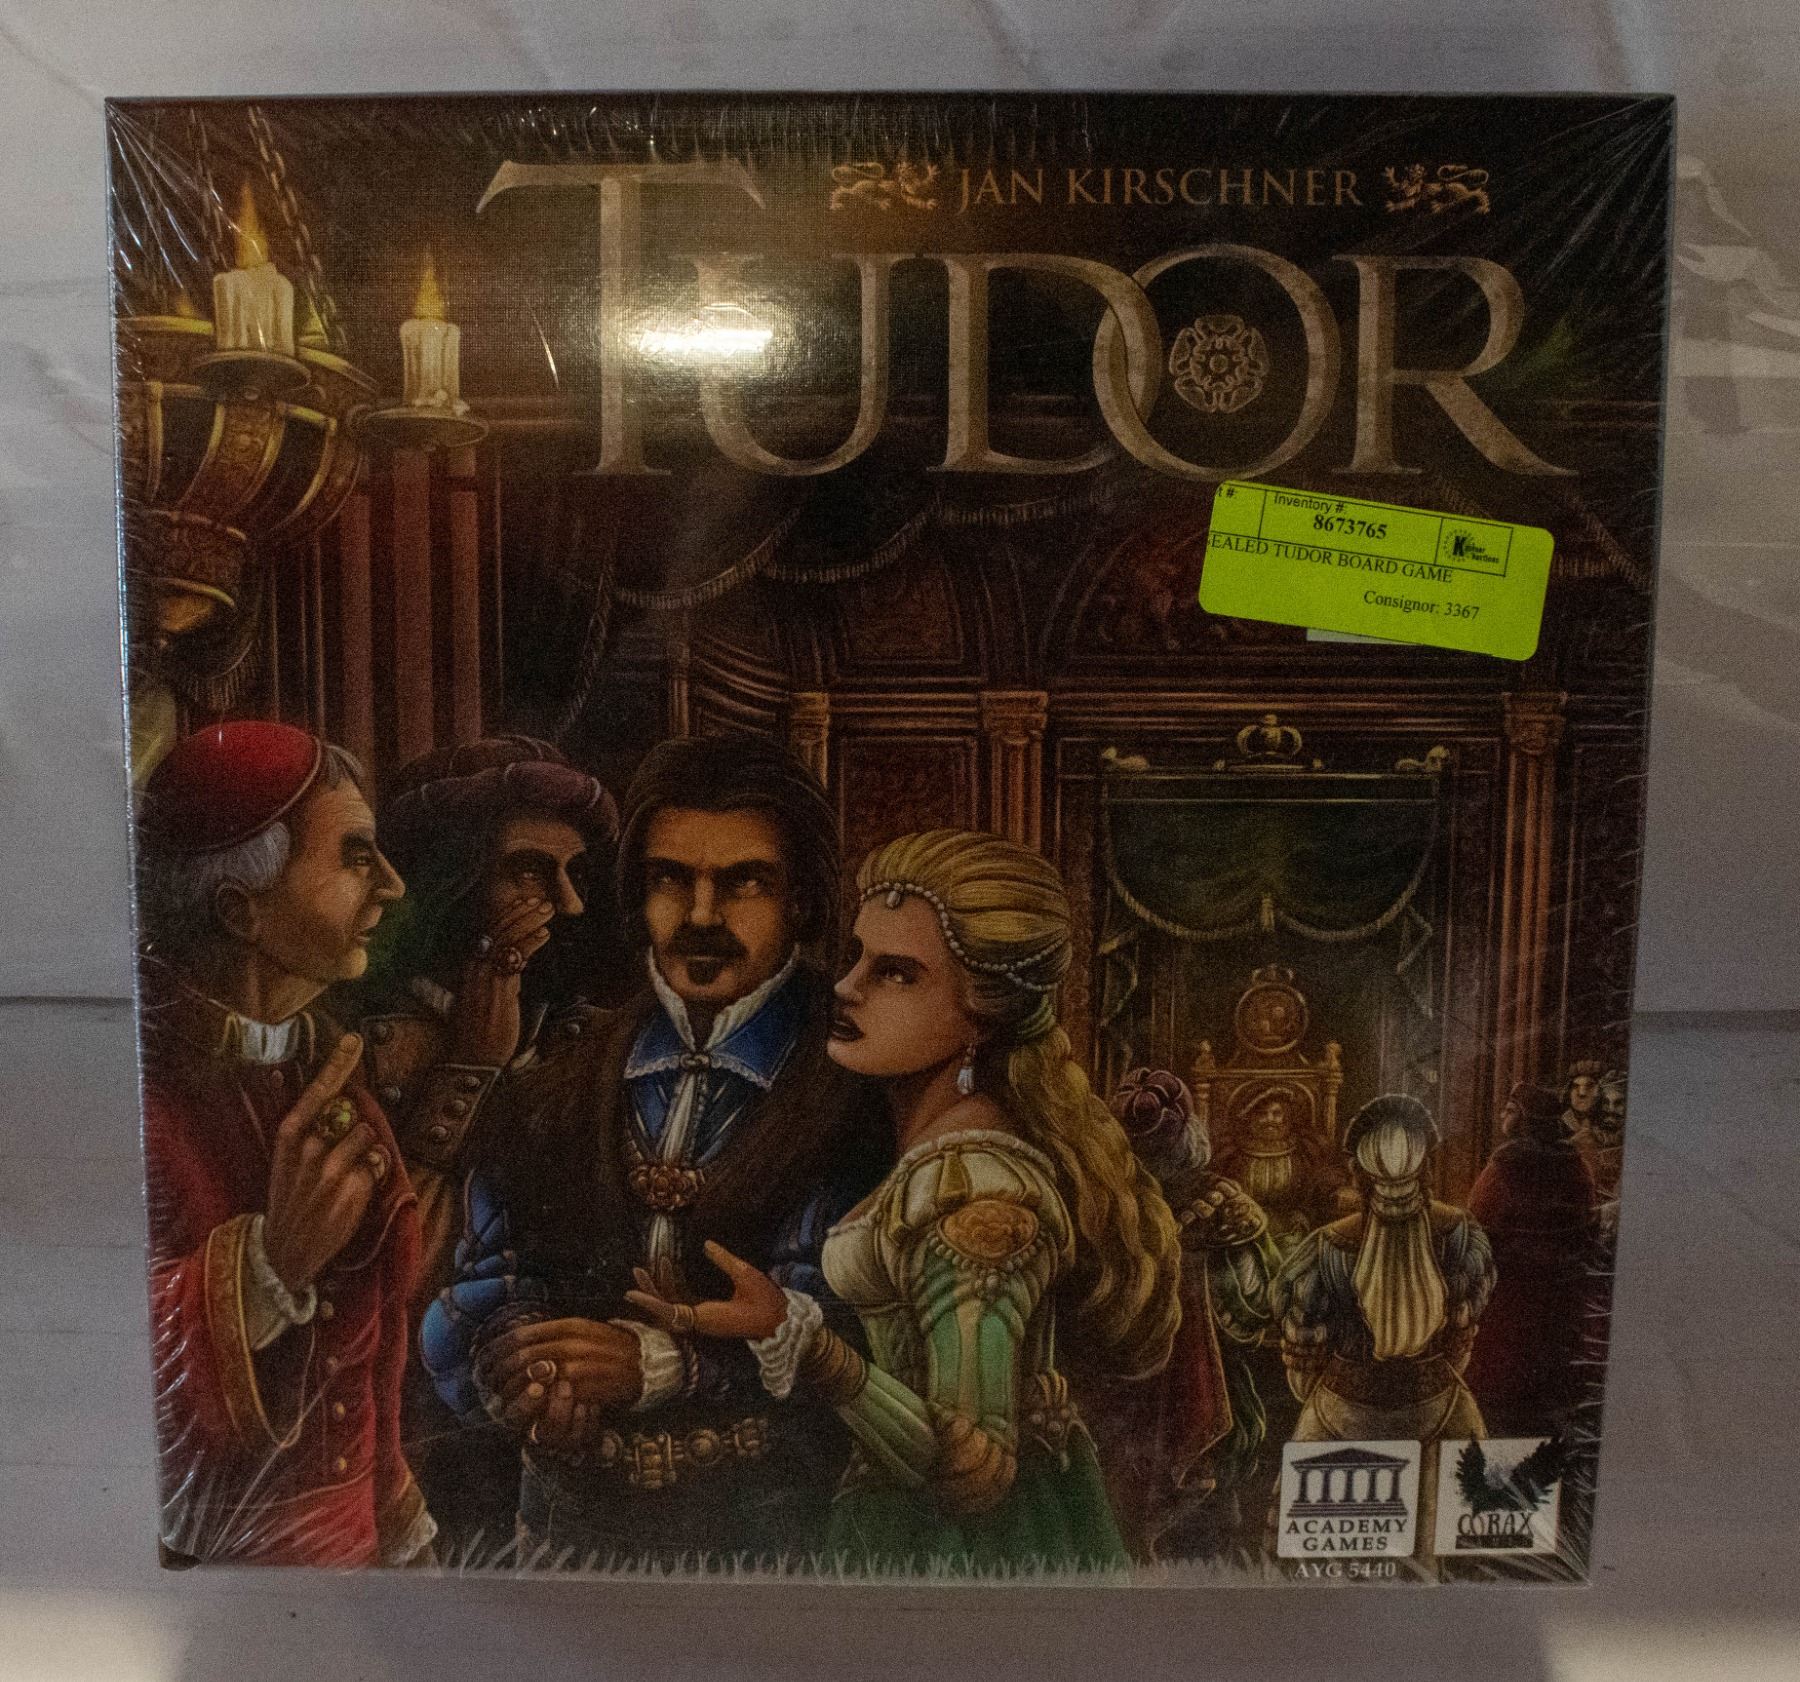 JAN KIRSCHNER
TUDOR
t #:
Inventory #:
8673765
EALED TUDOR BOARD GAME
Consignor: 3367
ACADEMY
GAMES
AYG 5440
CORAX